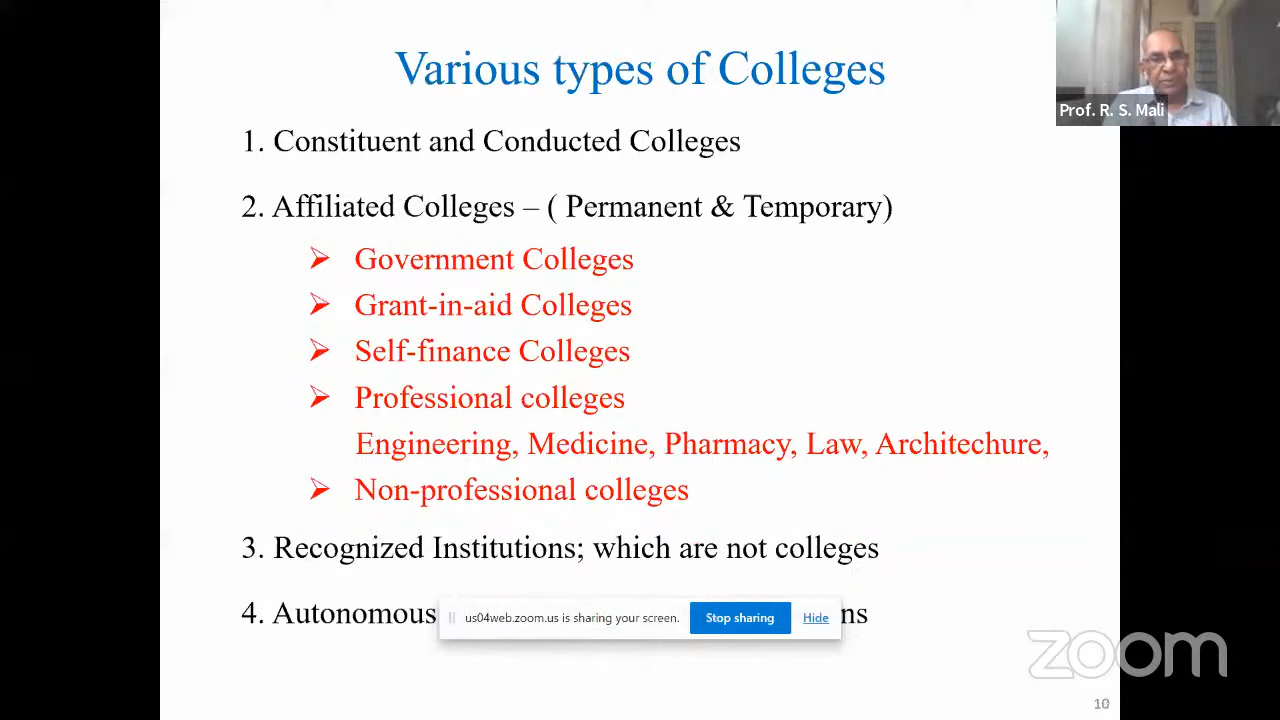 Various types of Colleges
Prof. R. S. Mali
1. Constituent and Conducted Colleges
2. Affiliated Colleges – ( Permanent & Temporary)
➢ Government Colleges
➢ Grant-in-aid Colleges
➢ Self-finance Colleges
➢ Professional colleges
Engineering, Medicine, Pharmacy, Law, Architechure,
➢ Non-professional colleges
3. Recognized Institutions; which are not colleges
4. Autonomous
us04web.zoom.us is sharing your screen. Stop sharing Hide
zoom
10